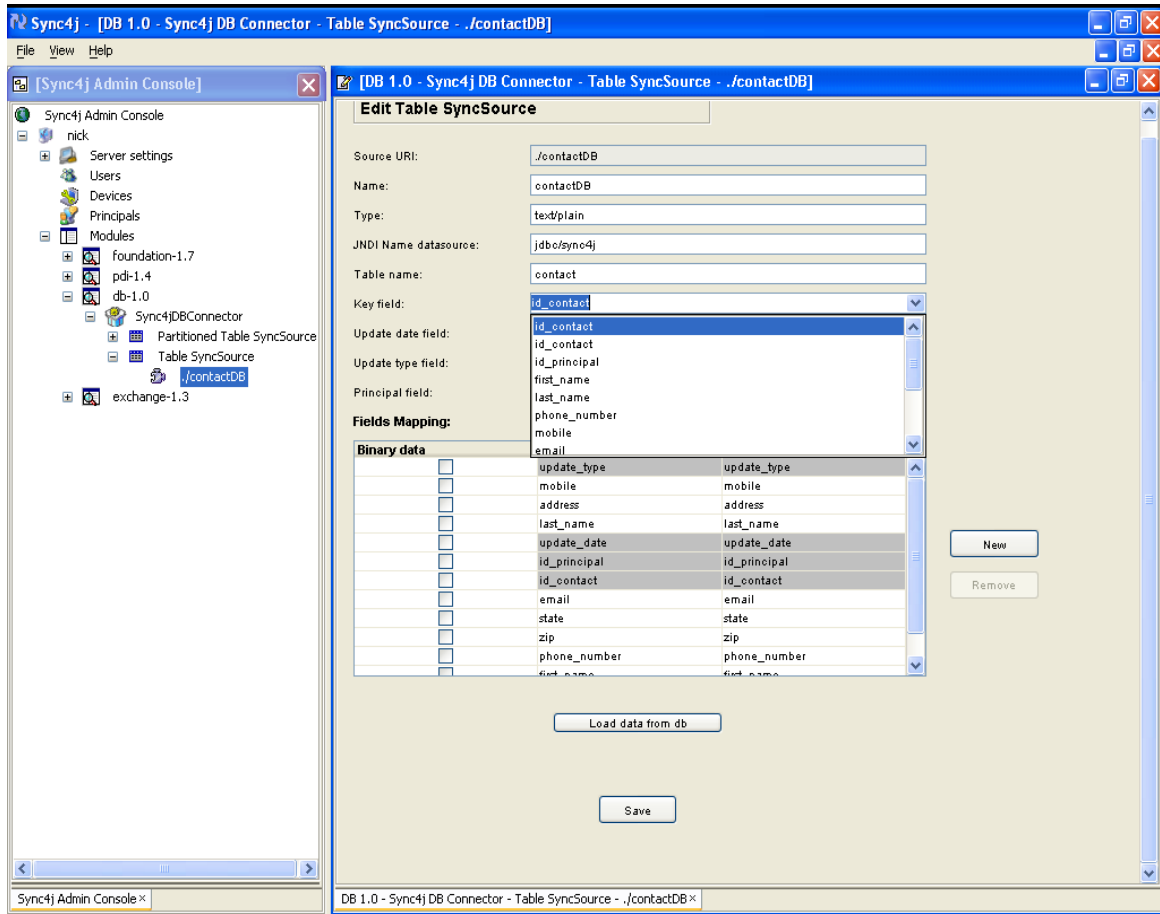 Sync4j - [DB 1.0 - Sync4j DB Connector - Table SyncSource - ./contactDB]
File View Help
[Sync4j Admin Console]
Sync4j Admin Console
nick
Server settings
Users
Devices
Principals
Modules
foundation-1.7
pdi-1.4
db-1.0
Sync4jDBConnector
Partitioned Table SyncSource
Table SyncSource
./contactDB
exchange-1.3
Sync4j Admin Console
[DB 1.0 - Sync4j DB Connector - Table SyncSource - ./contactDB]
Edit Table SyncSource
Source URI: ./contactDB
Name: contactDB
Type: text/plain
JNDI Name datasource: jdbc/sync4j
Table name: contact
Key field: id_contact
id_contact
id_contact
id_principal
first_name
last_name
phone_number
mobile
email
Update date field:
Update type field:
Principal field:
Fields Mapping:
Binary data
update_type update_type
mobile mobile
address address
last_name last_name
update_date update_date
id_principal id_principal
id_contact id_contact
email email
state state
zip zip
phone_number phone_number
first_name first_name
New
Remove
Load data from db
Save
DB 1.0 - Sync4j DB Connector - Table SyncSource - ./contactDB